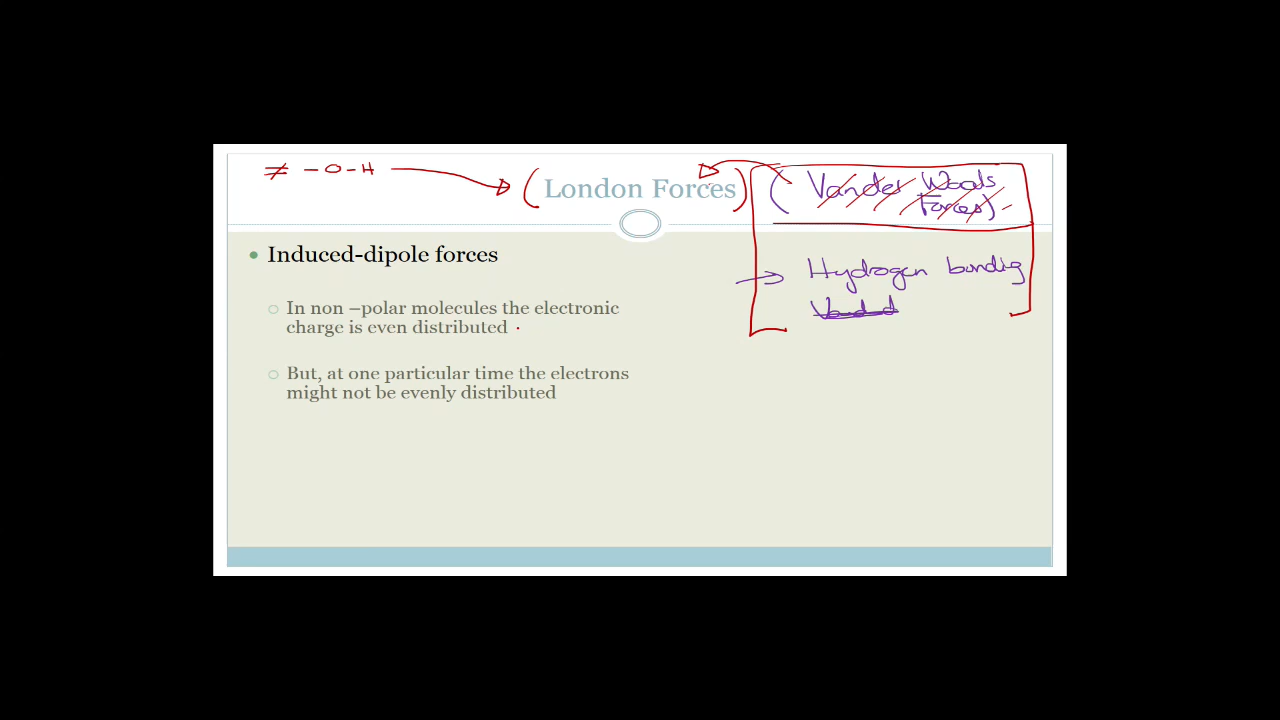 ≠ -O-H
London Forces
(Vander Waals
Forces)
Induced-dipole forces
Hydrogen bonding
In non –polar molecules the electronic
charge is even distributed
But, at one particular time the electrons
might not be evenly distributed